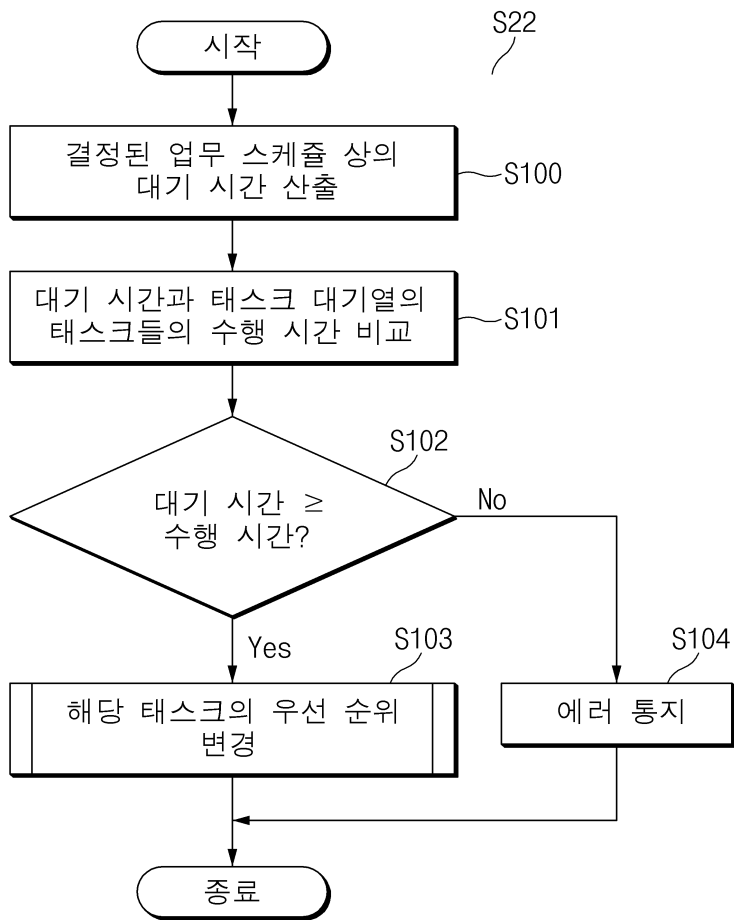 S22
시작
결정된 업무 스케쥴 상의
대기 시간 산출
S100
대기 시간과 태스크 대기열의
태스크들의 수행 시간 비교
S101
S102
대기 시간 ≥
수행 시간?
No
Yes
S103
해당 태스크의 우선 순위
변경
S104
에러 통지
종료